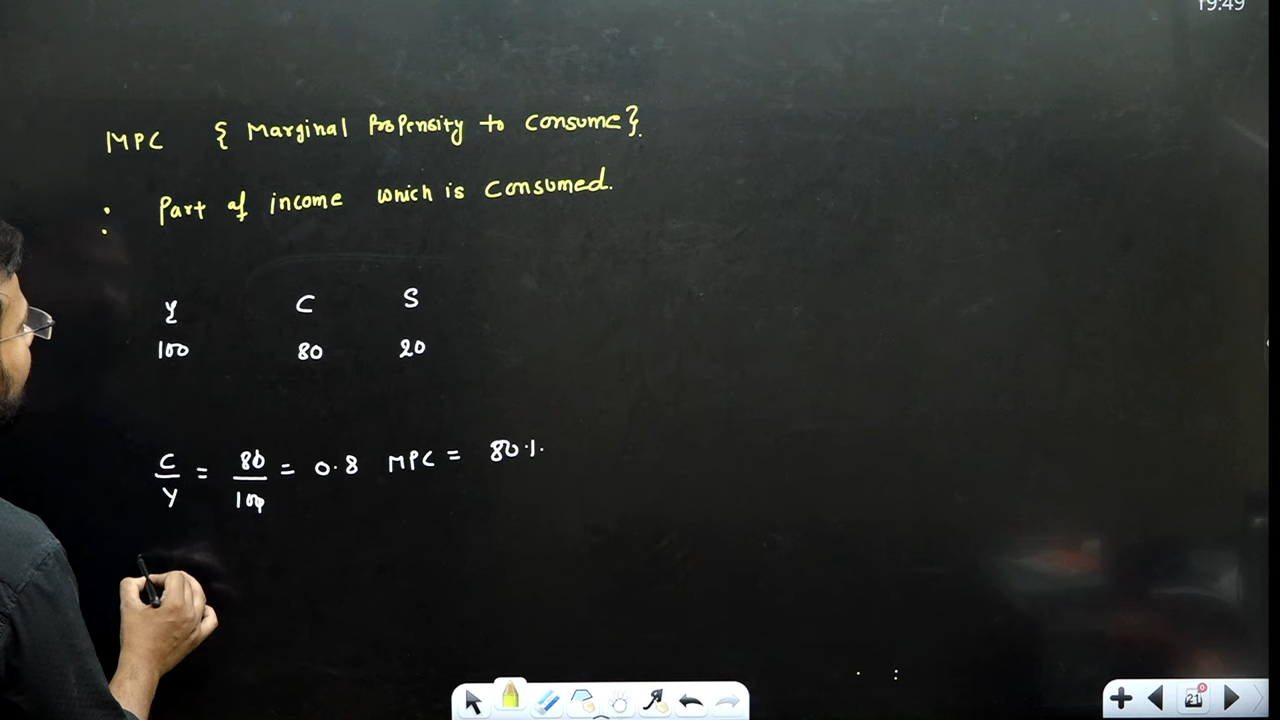 19:49
MPC { Marginal Propensity to Consume}.
: Part of income which is Consumed.
Y C S
100 80 20
C/Y = 80/100 = 0.8 MPC = 80%.
21